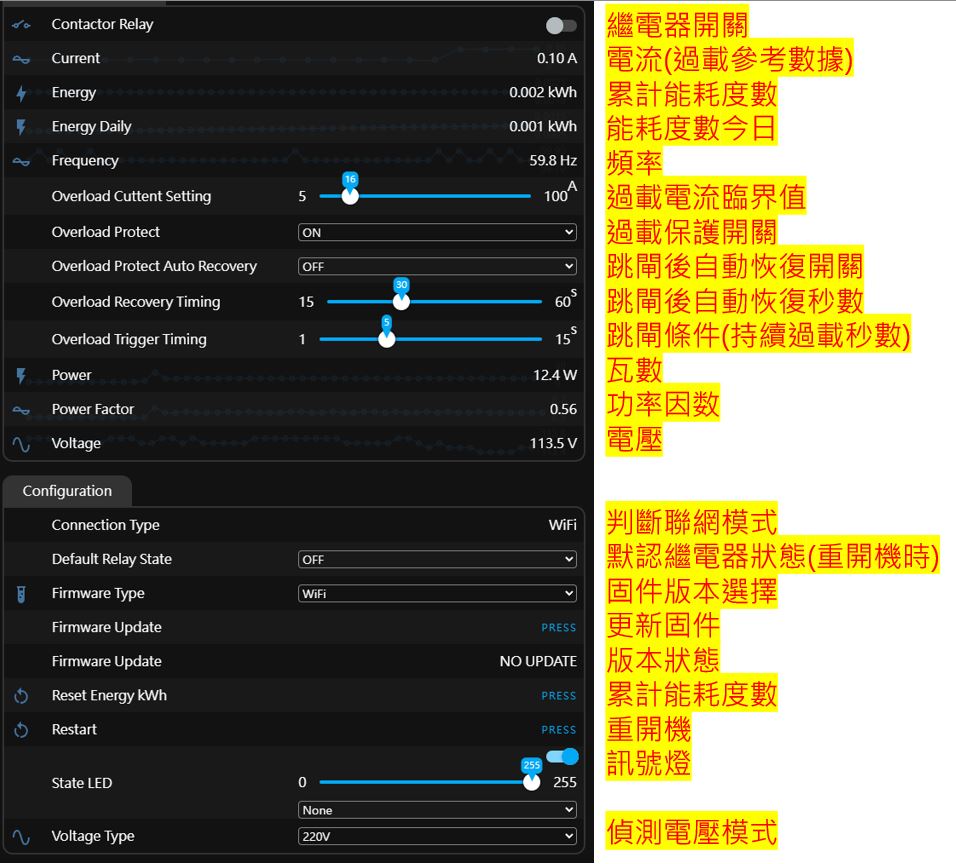 Contactor Relay 繼電器開關
Current 0.10 A 電流(過載參考數據)
Energy 0.002 kWh 累計能耗度數
Energy Daily 0.001 kWh 能耗度數今日
Frequency 59.8 Hz 頻率
Overload Cuttent Setting 5 16 100 A 過載電流臨界值
Overload Protect ON 過載保護開關
Overload Protect Auto Recovery OFF 跳閘後自動恢復開關
Overload Recovery Timing 15 30 60 s 跳閘後自動恢復秒數
Overload Trigger Timing 1 5 15 s 跳閘條件(持續過載秒數)
Power 12.4 W 瓦數
Power Factor 0.56 功率因数
Voltage 113.5 V 電壓
Configuration
Connection Type WiFi 判斷聯網模式
Default Relay State OFF 默認繼電器狀態(重開機時)
Firmware Type WiFi 固件版本選擇
Firmware Update PRESS 更新固件
Firmware Update NO UPDATE 版本狀態
Reset Energy kWh PRESS 累計能耗度數
Restart PRESS 重開機
State LED 0 255 255 訊號燈
None
Voltage Type 220V 偵測電壓模式